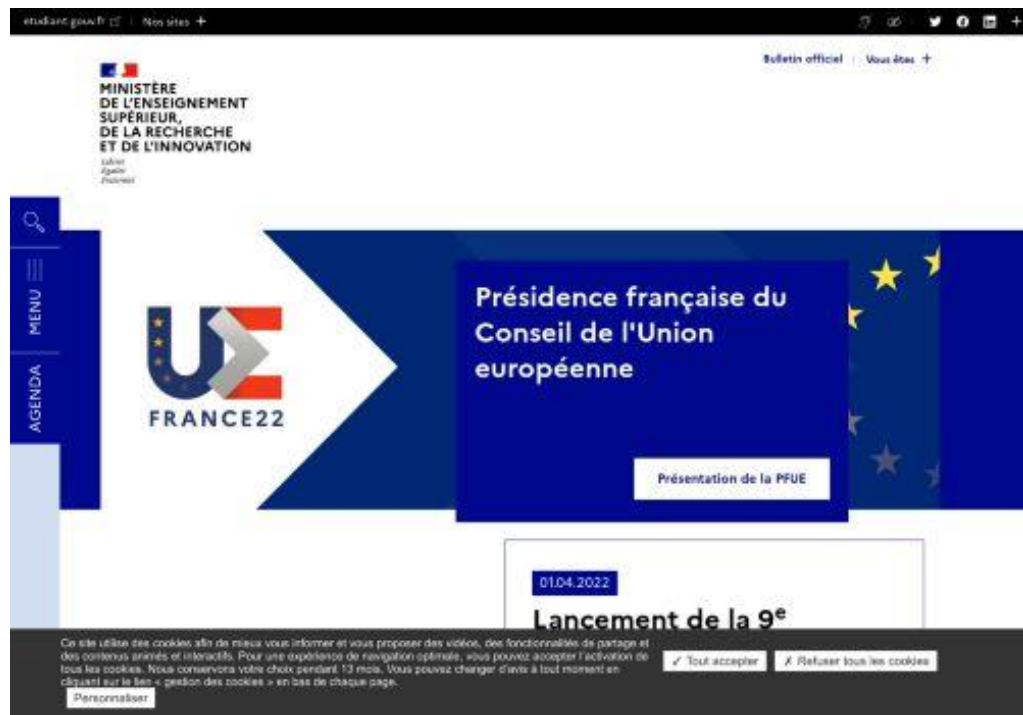 etudiant.gouv.fr | Nos sites +
Bulletin officiel | Vous êtes +
MINISTÈRE
DE L'ENSEIGNEMENT
SUPÉRIEUR,
DE LA RECHERCHE
ET DE L'INNOVATION
Liberté
Égalité
Fraternité
MENU
AGENDA
UE
FRANCE22
Présidence française du
Conseil de l'Union
européenne
Présentation de la PFUE
01.04.2022
Lancement de la 9e
Ce site utilise des cookies afin de mieux vous informer et vous proposer des vidéos, des fonctionnalités de partage et
des contenus animés et interactifs. Pour une expérience de navigation optimale, vous pouvez accepter l'activation de
tous les cookies. Nous conservons votre choix pendant 13 mois. Vous pouvez changer d'avis à tout moment en
cliquant sur le lien « gestion des cookies » en bas de chaque page.
✓ Tout accepter
✗ Refuser tous les cookies
Personnaliser